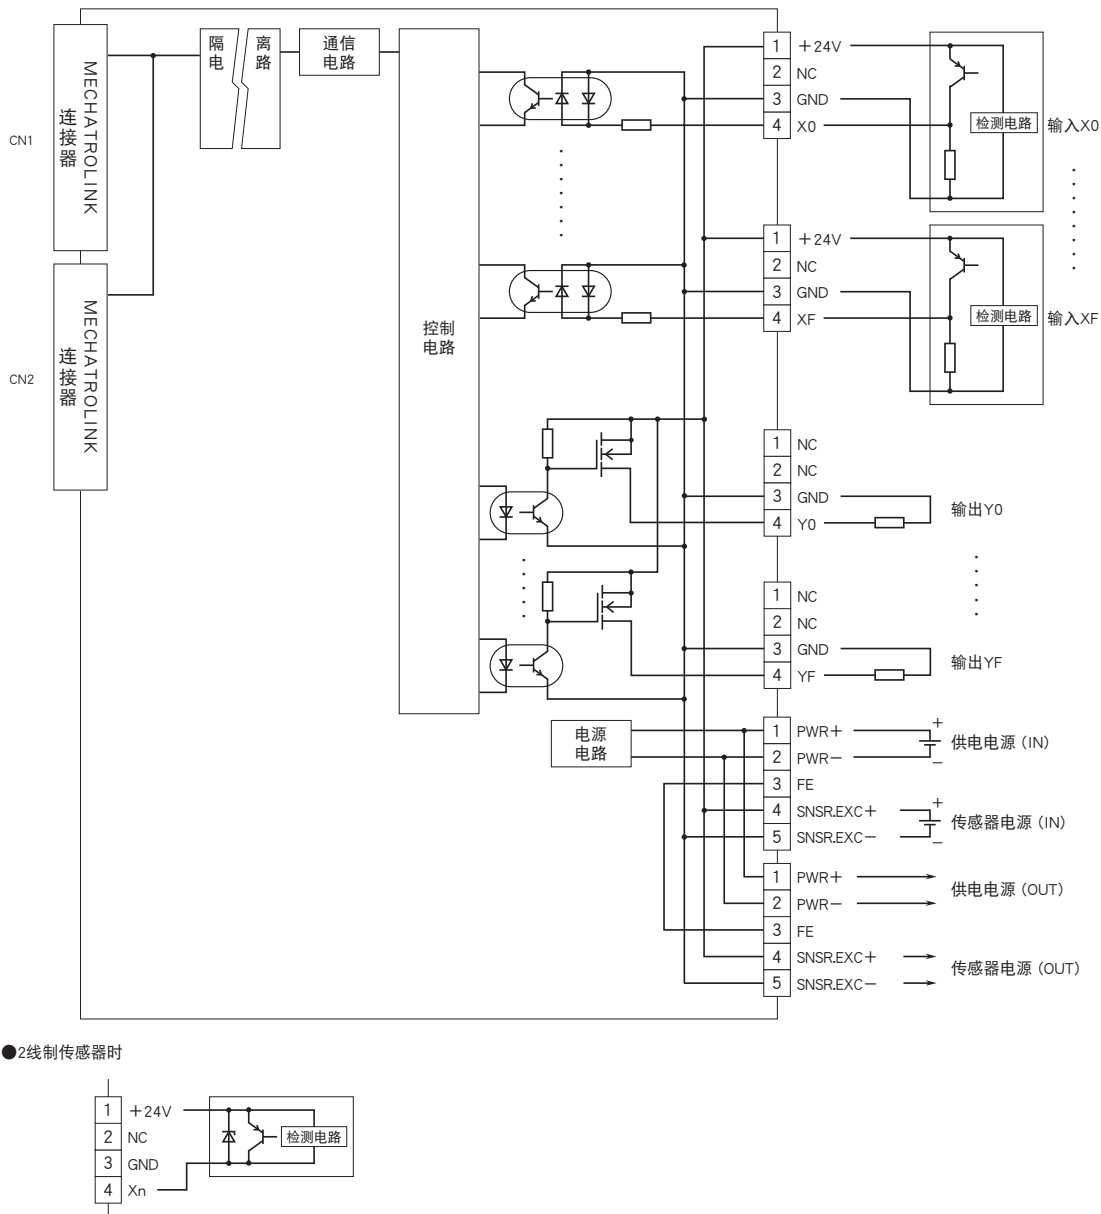 CN1
MECHATROLINK
连接器
隔 离
电 路
通信
电路
控制
电路
1 +24V
2 NC
3 GND
4 X0
检测电路
输入X0
1 +24V
2 NC
3 GND
4 XF
检测电路
输入XF
CN2
MECHATROLINK
连接器
1 NC
2 NC
3 GND
4 Y0
输出Y0
1 NC
2 NC
3 GND
4 YF
输出YF
电源
电路
1 PWR+
2 PWR-
3 FE
4 SNSR.EXC+
5 SNSR.EXC-
+
-
供电电源 (IN)
+
-
传感器电源 (IN)
1 PWR+
2 PWR-
3 FE
4 SNSR.EXC+
5 SNSR.EXC-
供电电源 (OUT)
传感器电源 (OUT)
●2线制传感器时
1 +24V
2 NC
3 GND
4 Xn
检测电路